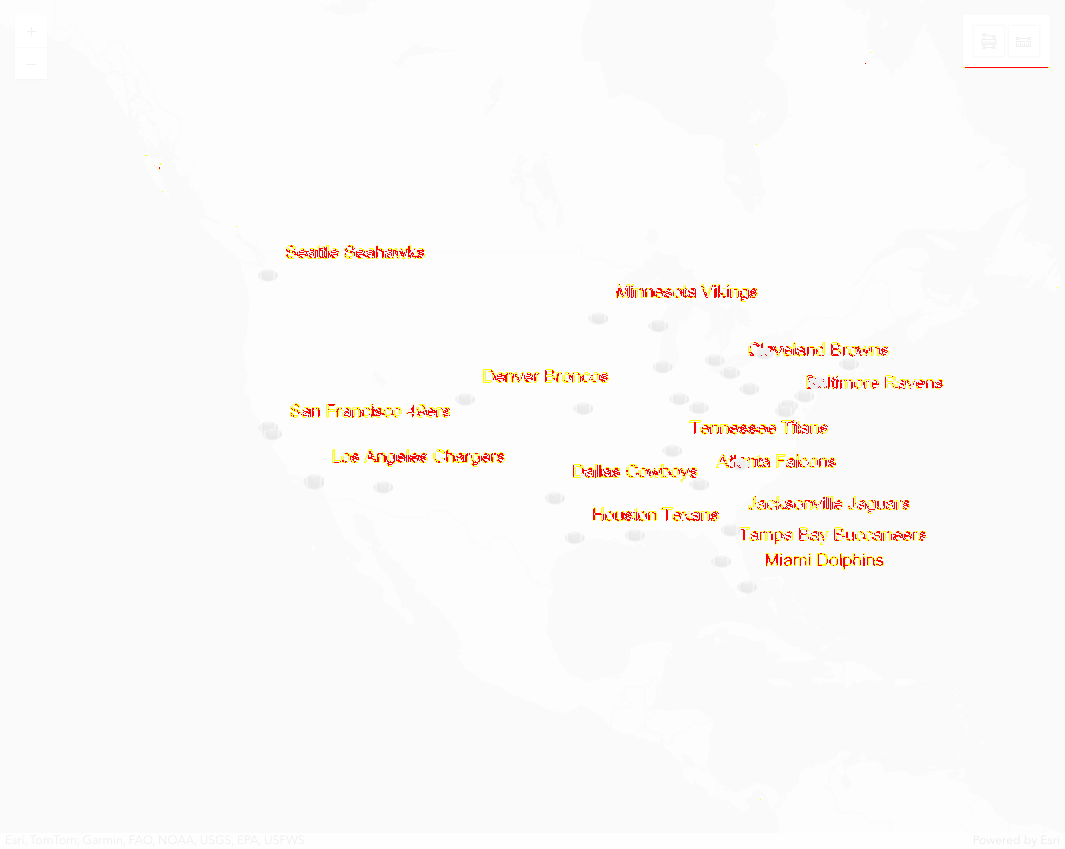 Seattle Seahawks
Minnesota Vikings
Cleveland Browns
Denver Broncos
Baltimore Ravens
San Francisco 49ers
Tennessee Titans
Los Angeles Chargers
Atlanta Falcons
Dallas Cowboys
Jacksonville Jaguars
Houston Texans
Tampa Bay Buccaneers
Miami Dolphins
Esri, TomTom, Garmin, FAO, NOAA, USGS, EPA, USFWS
Powered by Esri